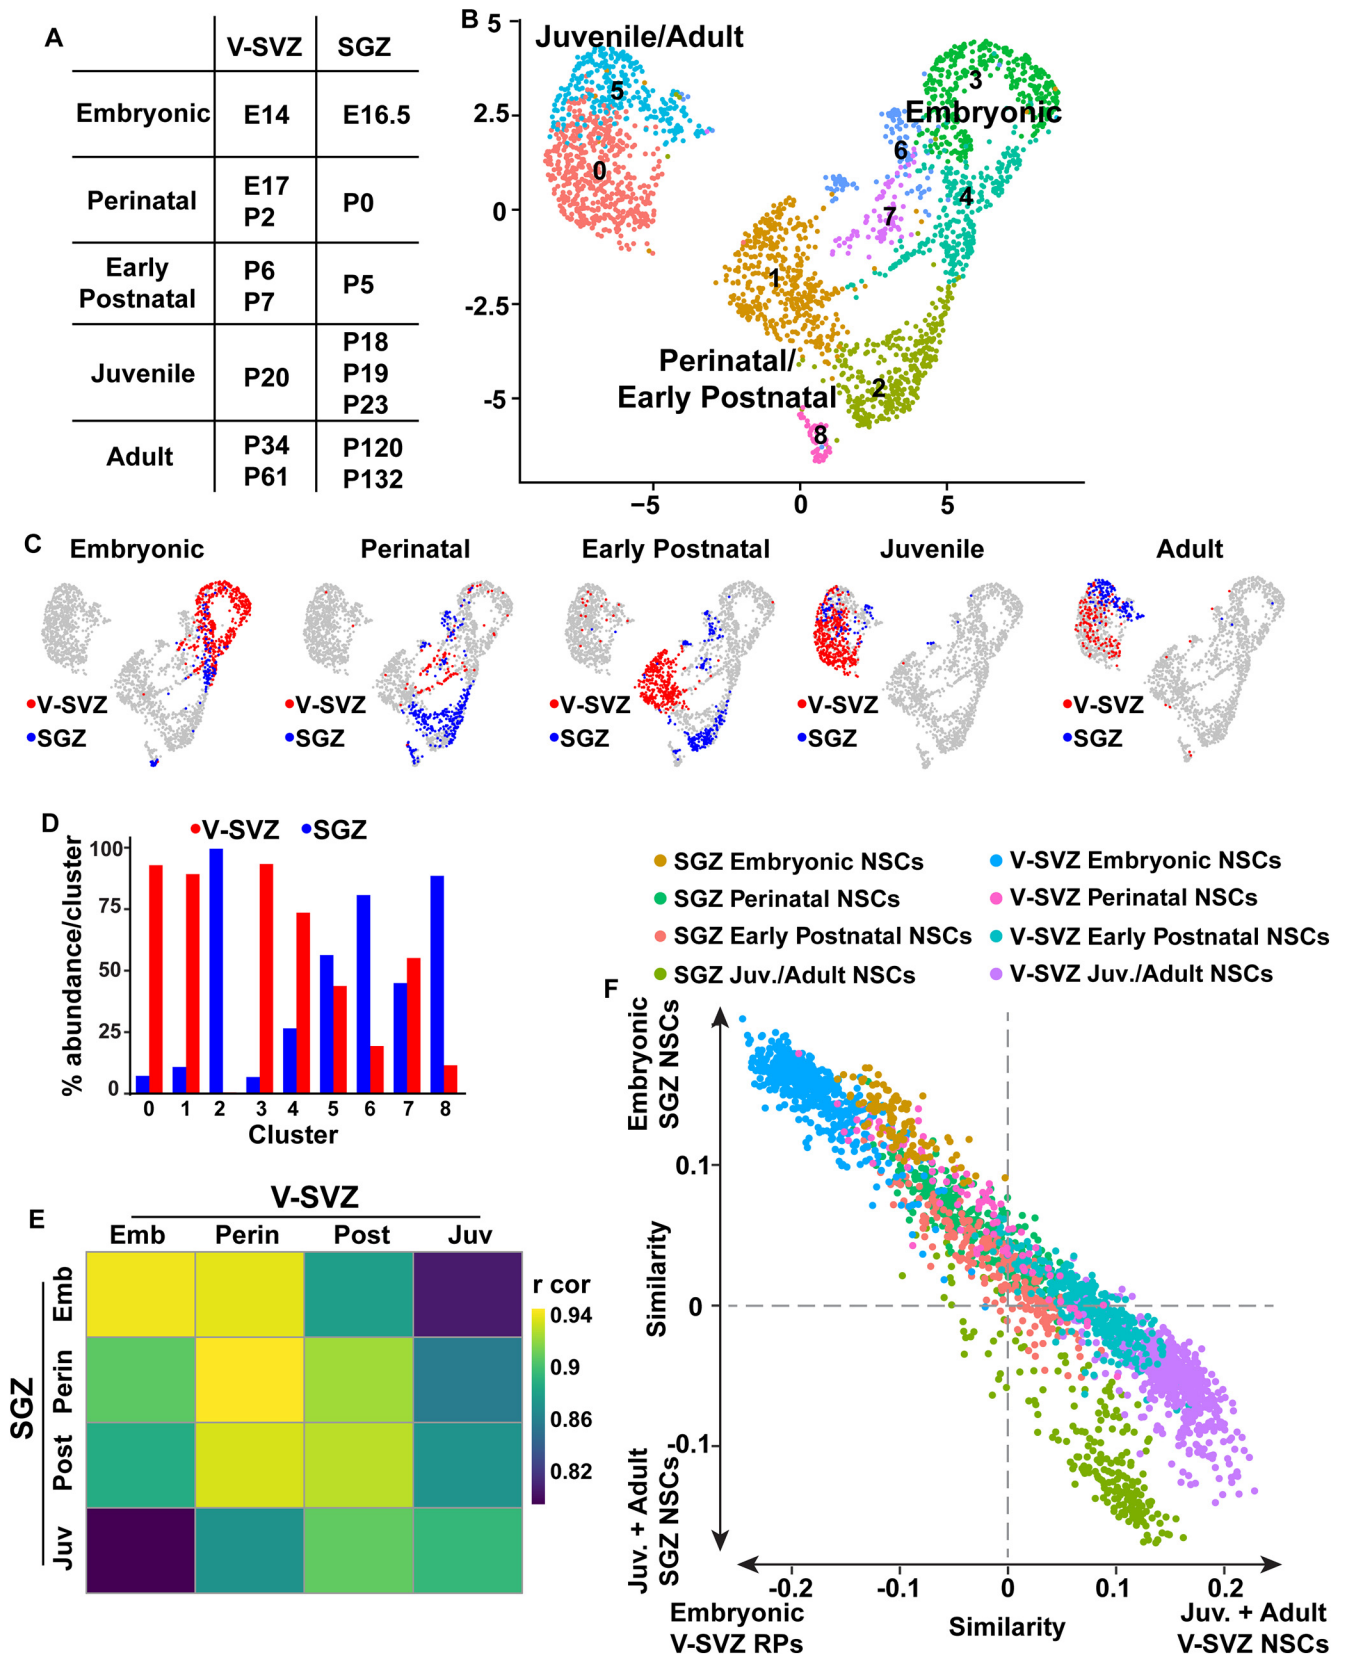 A
V-SVZ SGZ
Embryonic E14 E16.5
Perinatal E17 P2 P0
Early Postnatal P6 P7 P5
Juvenile P20 P18 P19 P23
Adult P34 P61 P120 P132
B
Juvenile/Adult
Embryonic
Perinatal/
Early Postnatal
5
2.5
0
-2.5
-5
−5 0 5
0
1
2
3
4
5
6
7
8
C
Embryonic Perinatal Early Postnatal Juvenile Adult
V-SVZ V-SVZ V-SVZ V-SVZ V-SVZ
SGZ SGZ SGZ SGZ SGZ
D
V-SVZ SGZ
% abundance/cluster
100
75
50
25
0
0 1 2 3 4 5 6 7 8
Cluster
E
V-SVZ
Emb Perin Post Juv
SGZ
Emb
Perin
Post
Juv
r cor
0.94
0.9
0.86
0.82
SGZ Embryonic NSCs V-SVZ Embryonic NSCs
SGZ Perinatal NSCs V-SVZ Perinatal NSCs
SGZ Early Postnatal NSCs V-SVZ Early Postnatal NSCs
SGZ Juv./Adult NSCs V-SVZ Juv./Adult NSCs
F
Embryonic
SGZ NSCs
Similarity
Juv. + Adult
SGZ NSCs
0.1
0
-0.1
-0.2 -0.1 0 0.1 0.2
Embryonic
V-SVZ RPs
Similarity
Juv. + Adult
V-SVZ NSCs